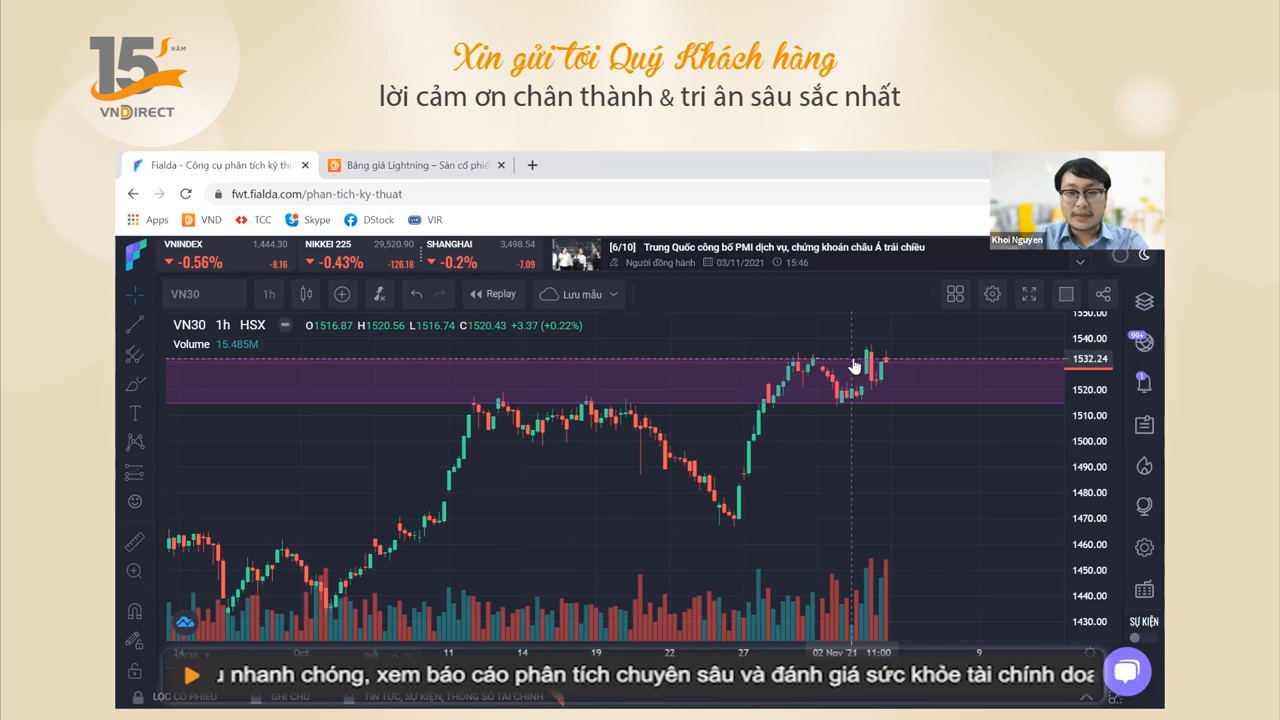 15 NĂM
VNDIRECT
Xin gửi tới Quý Khách hàng
lời cảm ơn chân thành & tri ân sâu sắc nhất
Fialda - Công cụ phân tích kỹ thu
Bảng giá Lightning – Sàn cổ phiế
fwt.fialda.com/phan-tich-ky-thuat
Apps VND TCC Skype DStock VIR
Khoi Nguyen
VNINDEX 1,444.30
-0.56% -8.16
NIKKEI 225 29,520.90
-0.43% -126.18
SHANGHAI 3,498.54
-0.2% -7.09
[6/10] Trung Quốc công bố PMI dịch vụ, chứng khoán châu Á trái chiều
Người đồng hành 03/11/2021 15:46
VN30 1h Replay Lưu mẫu
VN30 1h HSX O1516.87 H1520.56 L1516.74 C1520.43 +3.37 (+0.22%)
Volume 15.485M
1550.00
1540.00
1532.24
1520.00
1510.00
1500.00
1490.00
1480.00
1470.00
1460.00
1450.00
1440.00
1430.00
99+
1
SỰ KIỆN
24 Oct 6 11 14 19 22 27 02 Nov '21 11:00 9
u nhanh chóng, xem báo cáo phân tích chuyên sâu và đánh giá sức khỏe tài chính doa
LỌC CỔ PHIẾU GHI CHÚ TIN TỨC, SỰ KIỆN, THÔNG SỐ TÀI CHÍNH